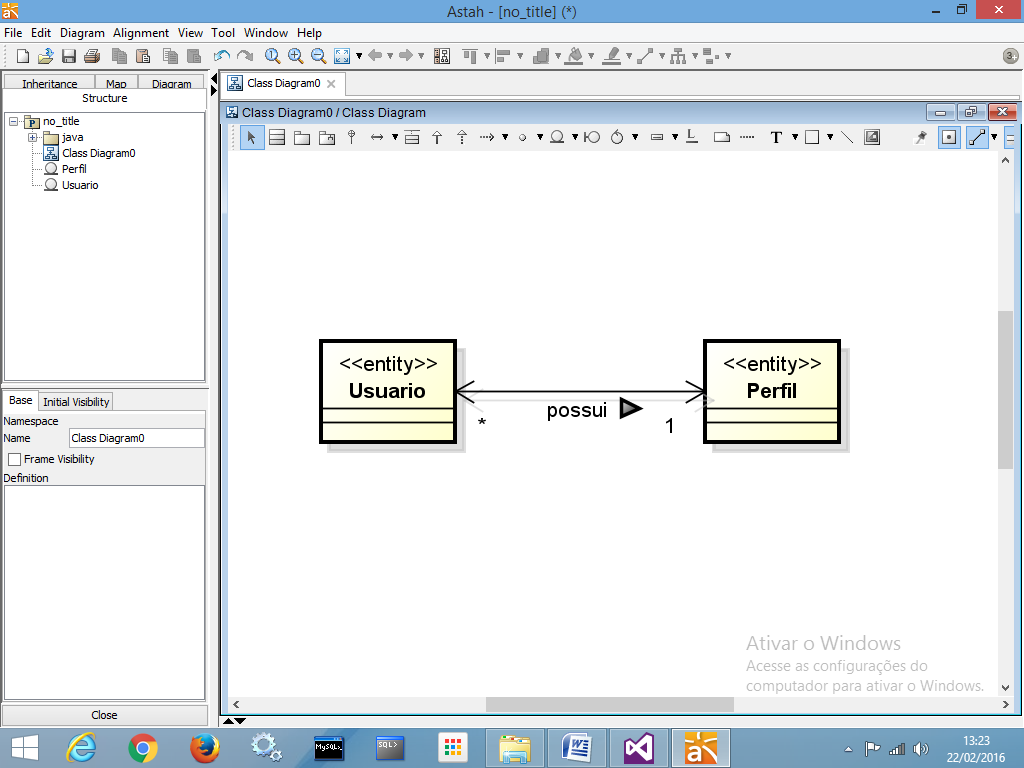 Astah - [no_title] (*)
File Edit Diagram Alignment View Tool Window Help
3
Inheritance Map Diagram
Structure
no_title
java
Class Diagram0
Perfil
Usuario
Base Initial Visibility
Namespace
Name Class Diagram0
Frame Visibility
Definition
Close
Class Diagram0
Class Diagram0 / Class Diagram
T
<<entity>>
Usuario
*
possui
1
<<entity>>
Perfil
Ativar o Windows
Acesse as configurações do
computador para ativar o Windows.
MySQL>
SQL>
13:23
22/02/2016